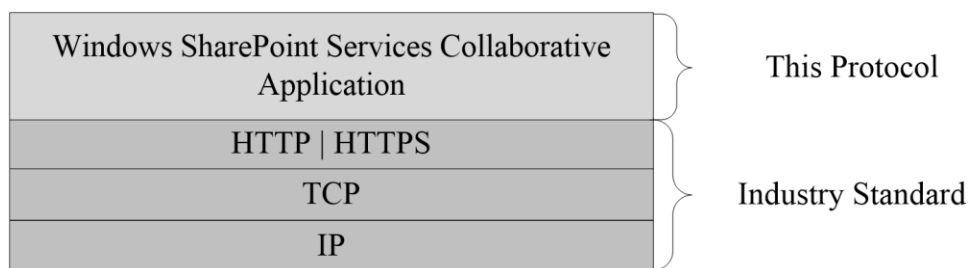 Windows SharePoint Services Collaborative
Application
This Protocol
HTTP | HTTPS
TCP
Industry Standard
IP